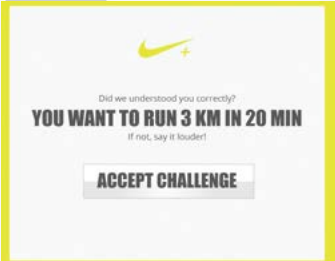 Did we understood you correctly?
YOU WANT TO RUN 3 KM IN 20 MIN
If not, say it louder!
ACCEPT CHALLENGE